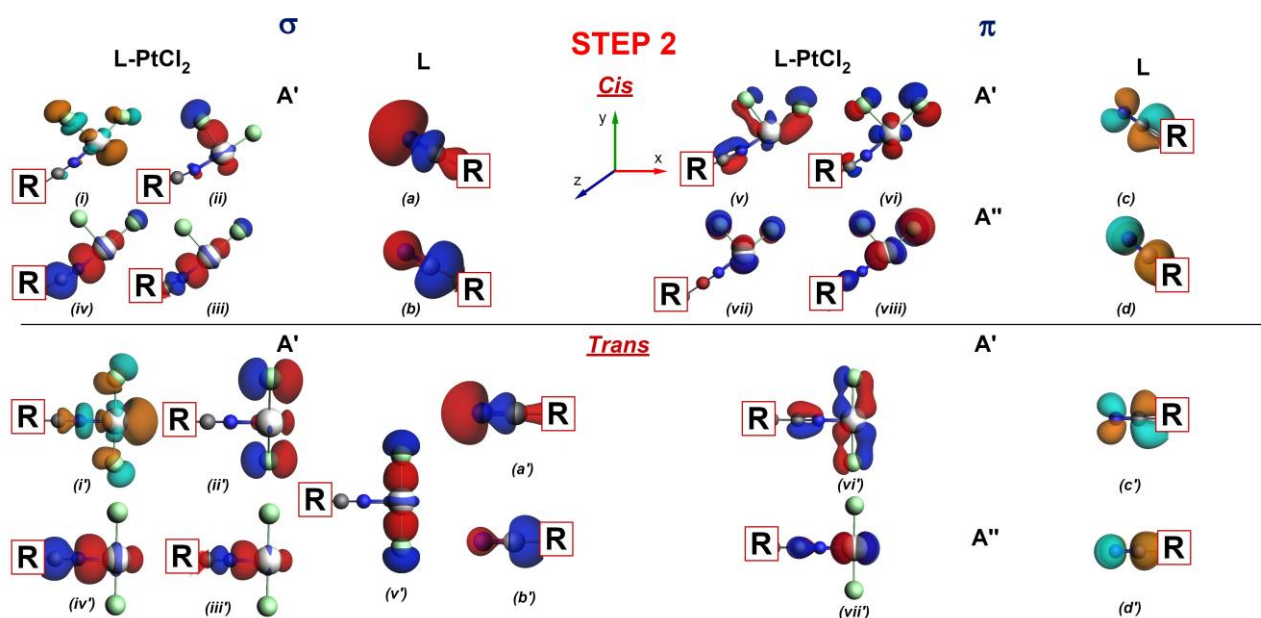 σ
STEP 2
π
L-PtCl2
L
Cis
L-PtCl2
L
A'
A'
y
x
z
R
R
R
R
R
R
(i)
(ii)
(a)
(v)
(vi)
(c)
A''
R
R
R
R
R
R
(iv)
(iii)
(b)
(vii)
(viii)
(d)
A'
Trans
A'
R
R
R
R
R
(i')
(ii')
(a')
(vi')
(c')
R
R
R
R
R
R
A''
(iv')
(iii')
(v')
(b')
(vii')
(d')